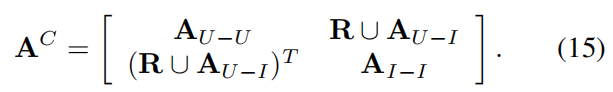 A^C = [ A_{U−U}   R ∪ A_{U−I}
(R ∪ A_{U−I})^T   A_{I−I} ] .   (15)